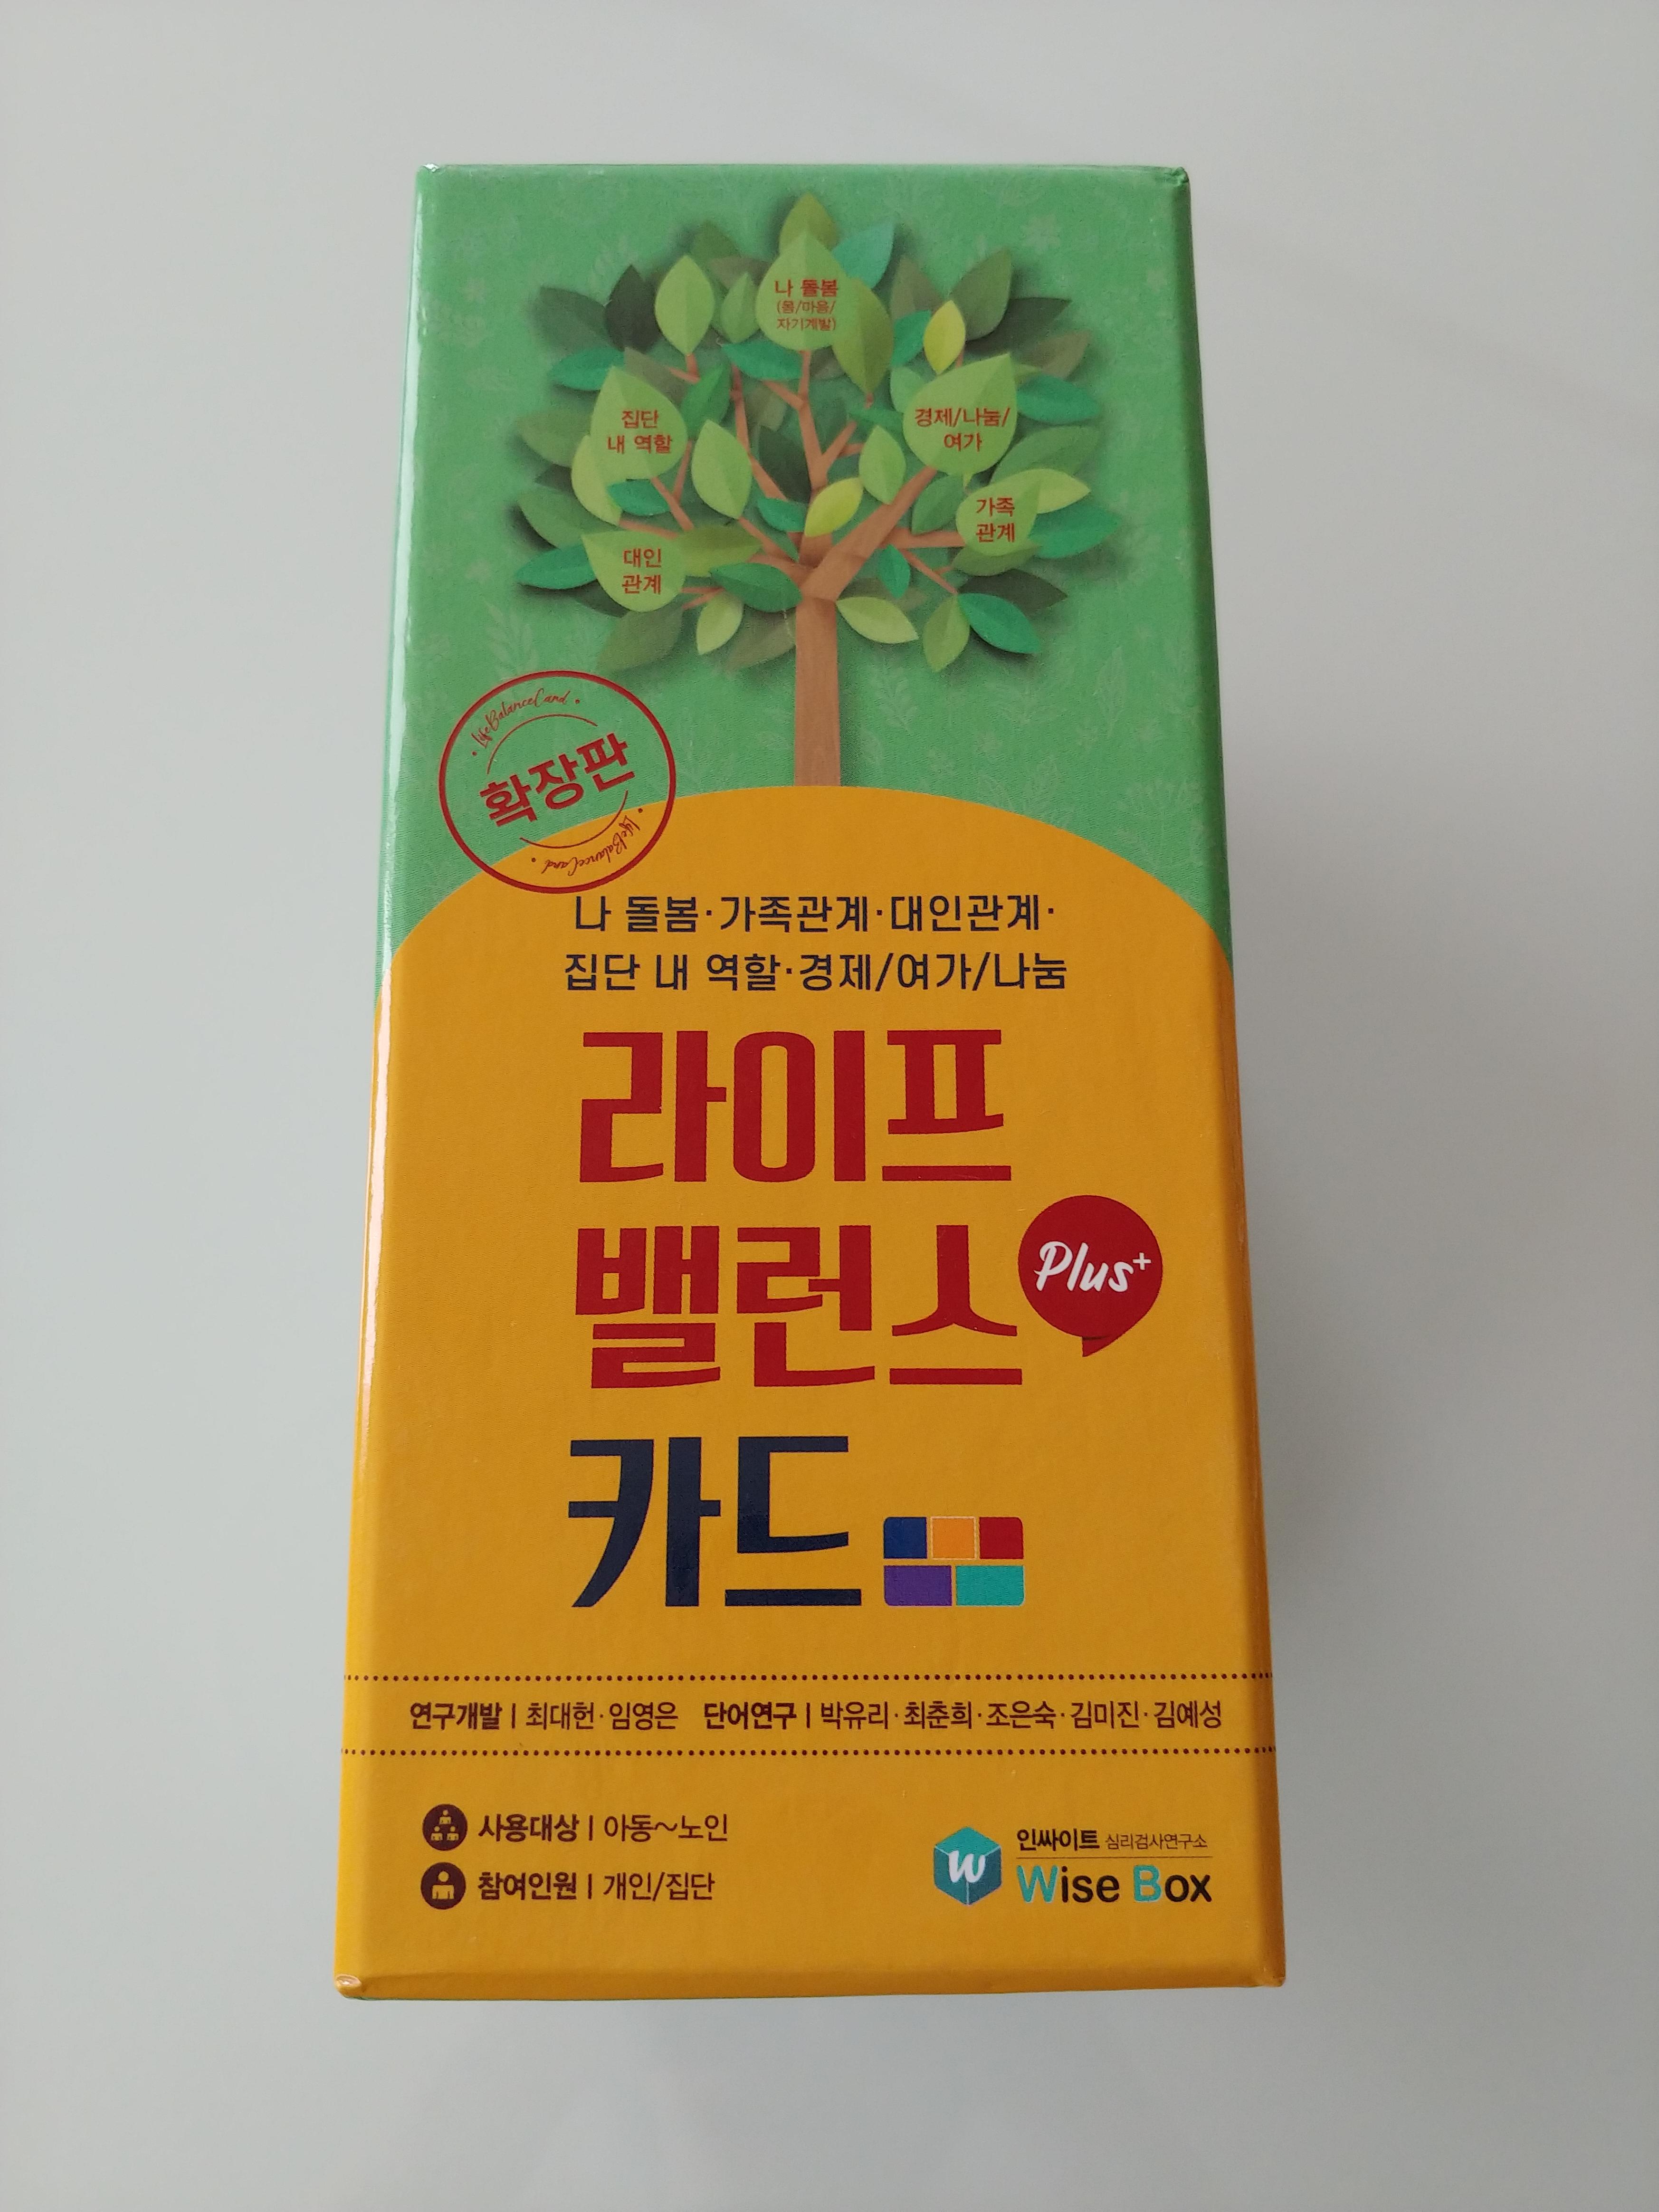 나 돌봄
(몸/마음/
자기계발)
집단
내 역할
경제/나눔/
여가
가족
관계
대인
관계
LifeBalanceCard
확장판
LifeBalanceCard
나 돌봄·가족관계·대인관계·
집단 내 역할·경제/여가/나눔
라이프
밸런스
Plus+
카드
연구개발 | 최대헌·임영은 단어연구 | 박유리·최춘희·조은숙·김미진·김예성
사용대상 | 아동~노인
참여인원 | 개인/집단
W
인싸이트 심리검사연구소
Wise Box